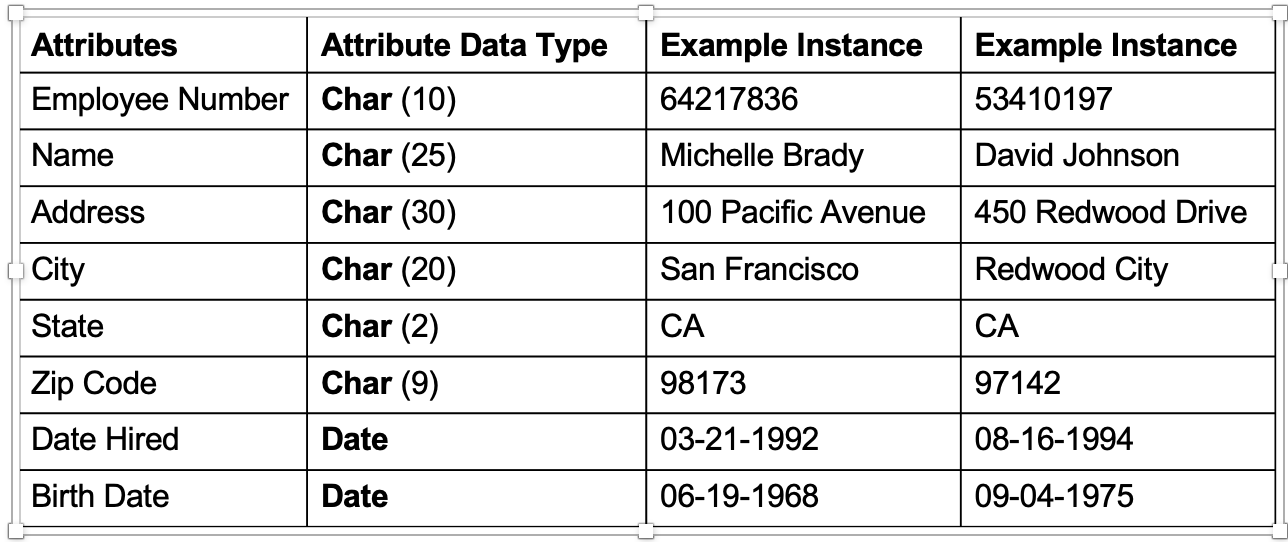 Attributes Attribute Data Type Example Instance Example Instance
Employee Number Char (10) 64217836 53410197
Name Char (25) Michelle Brady David Johnson
Address Char (30) 100 Pacific Avenue 450 Redwood Drive
City Char (20) San Francisco Redwood City
State Char (2) CA CA
Zip Code Char (9) 98173 97142
Date Hired Date 03-21-1992 08-16-1994
Birth Date Date 06-19-1968 09-04-1975